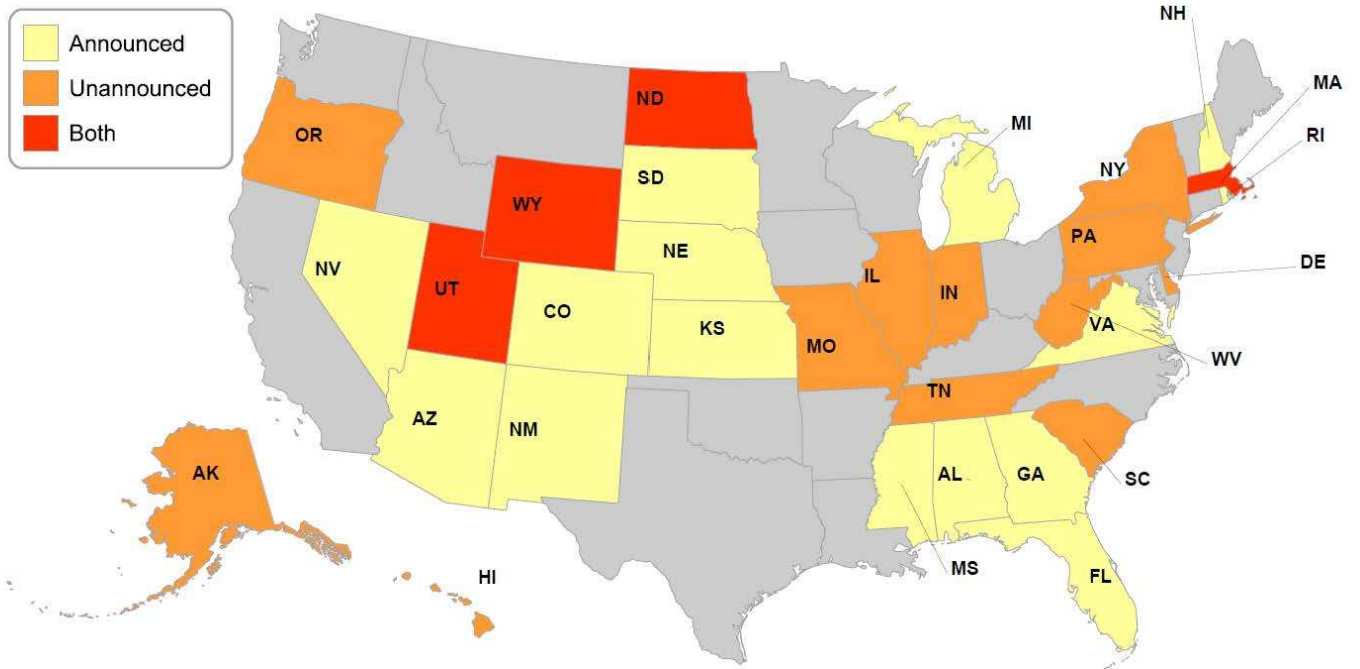 Announced
Unannounced
Both
NH
MA
RI
MI
ND
OR
SD
NY
WY
PA
NE
DE
NV
IL
IN
UT
CO
KS
VA
MO
WV
TN
AZ
NM
AK
AL
GA
SC
HI
MS
FL